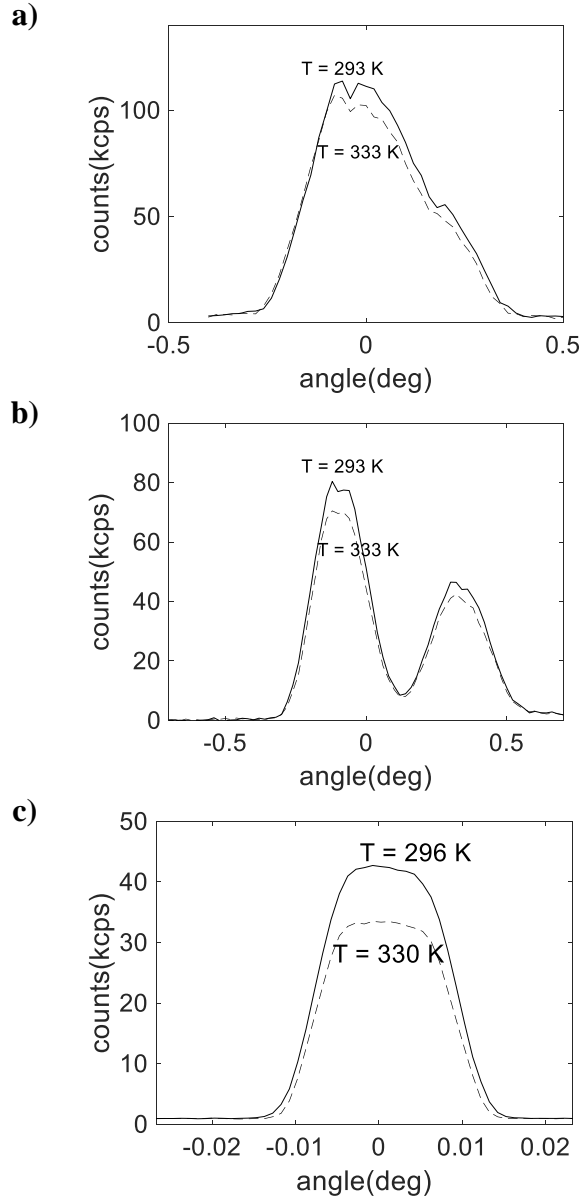 a)
T = 293 K
T = 333 K
counts(kcps)
100
50
0
-0.5 0 0.5
angle(deg)
b)
T = 293 K
T = 333 K
counts(kcps)
100
80
60
40
20
0
-0.5 0 0.5
angle(deg)
c)
T = 296 K
T = 330 K
counts(kcps)
50
40
30
20
10
0
-0.02 -0.01 0 0.01 0.02
angle(deg)